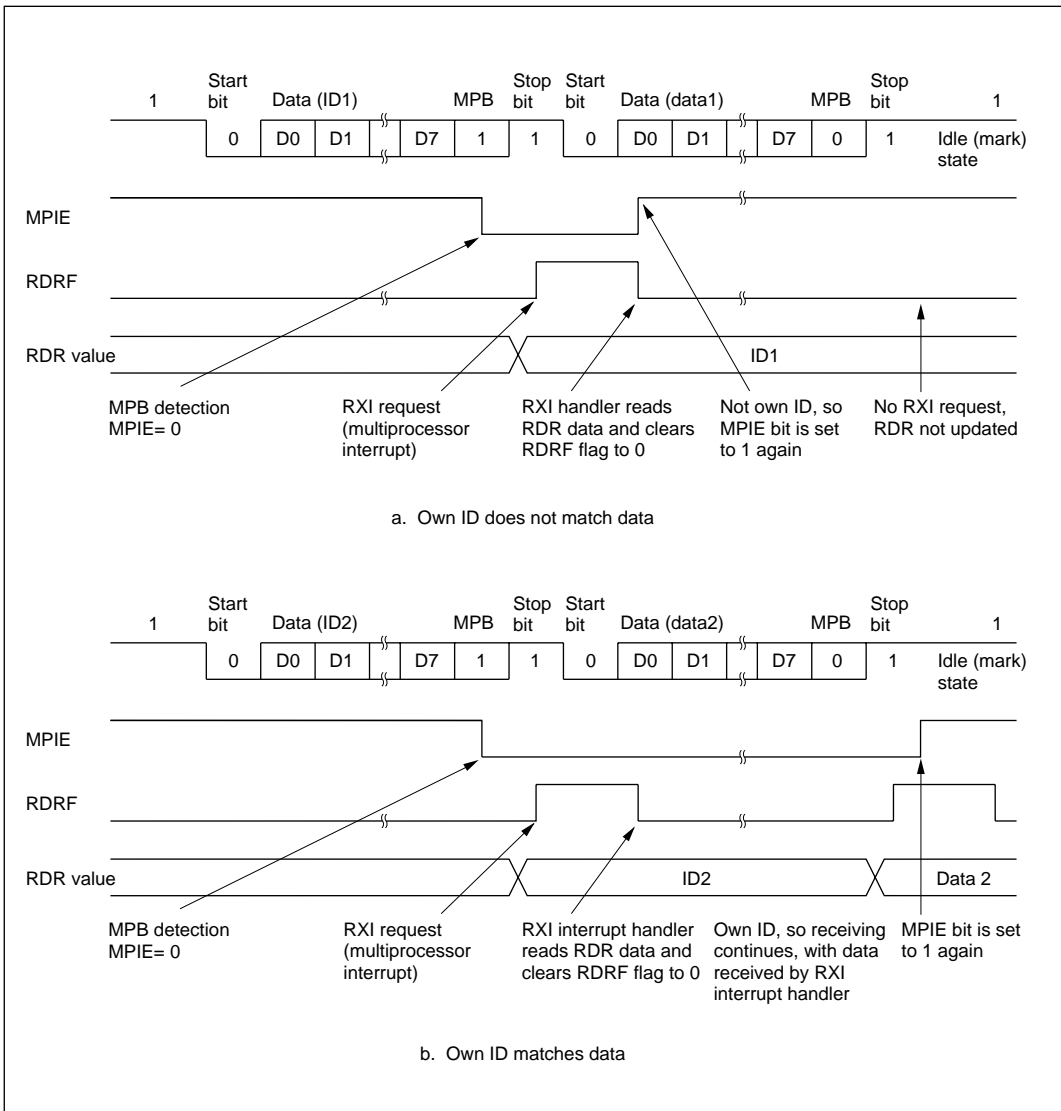 Start Stop Start Stop
1 bit Data (ID1) MPB bit bit Data (data1) MPB bit 1
0 D0 D1 D7 1 1 0 D0 D1 D7 0 1 Idle (mark)
state
MPIE
RDRF
RDR value ID1
MPB detection RXI request RXI handler reads Not own ID, so No RXI request,
MPIE= 0 (multiprocessor RDR data and clears MPIE bit is set RDR not updated
interrupt) RDRF flag to 0 to 1 again
a. Own ID does not match data
Start Stop Start Stop
1 bit Data (ID2) MPB bit bit Data (data2) MPB bit 1
0 D0 D1 D7 1 1 0 D0 D1 D7 0 1 Idle (mark)
state
MPIE
RDRF
RDR value ID2 Data 2
MPB detection RXI request RXI interrupt handler Own ID, so receiving MPIE bit is set
MPIE= 0 (multiprocessor reads RDR data and continues, with data to 1 again
interrupt) clears RDRF flag to 0 received by RXI
interrupt handler
b. Own ID matches data